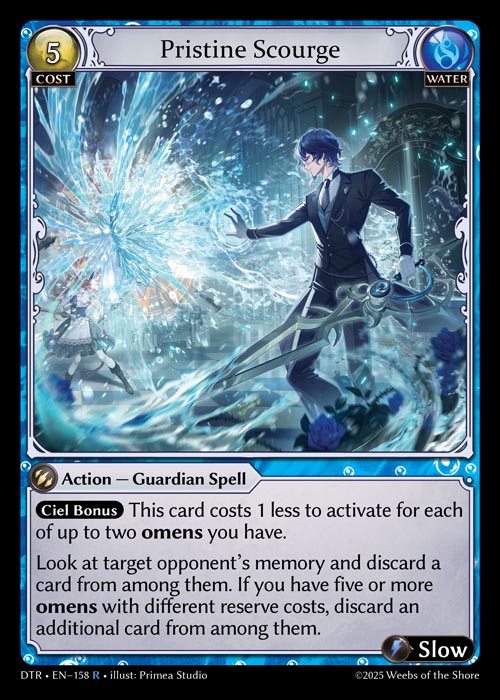 5
COST
Pristine Scourge
WATER
Action — Guardian Spell
Ciel Bonus This card costs 1 less to activate for each
of up to two omens you have.
Look at target opponent's memory and discard a
card from among them. If you have five or more
omens with different reserve costs, discard an
additional card from among them.
Slow
DTR • EN–158 R • illust: Primea Studio
©2025 Weebs of the Shore